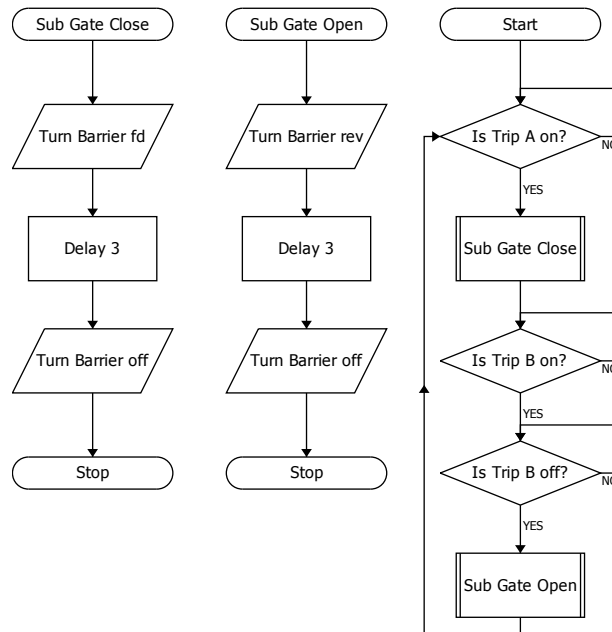 Sub Gate Close
Turn Barrier fd
Delay 3
Turn Barrier off
Stop
Sub Gate Open
Turn Barrier rev
Delay 3
Turn Barrier off
Stop
Start
Is Trip A on?
NO
YES
Sub Gate Close
Is Trip B on?
NO
YES
Is Trip B off?
NO
YES
Sub Gate Open